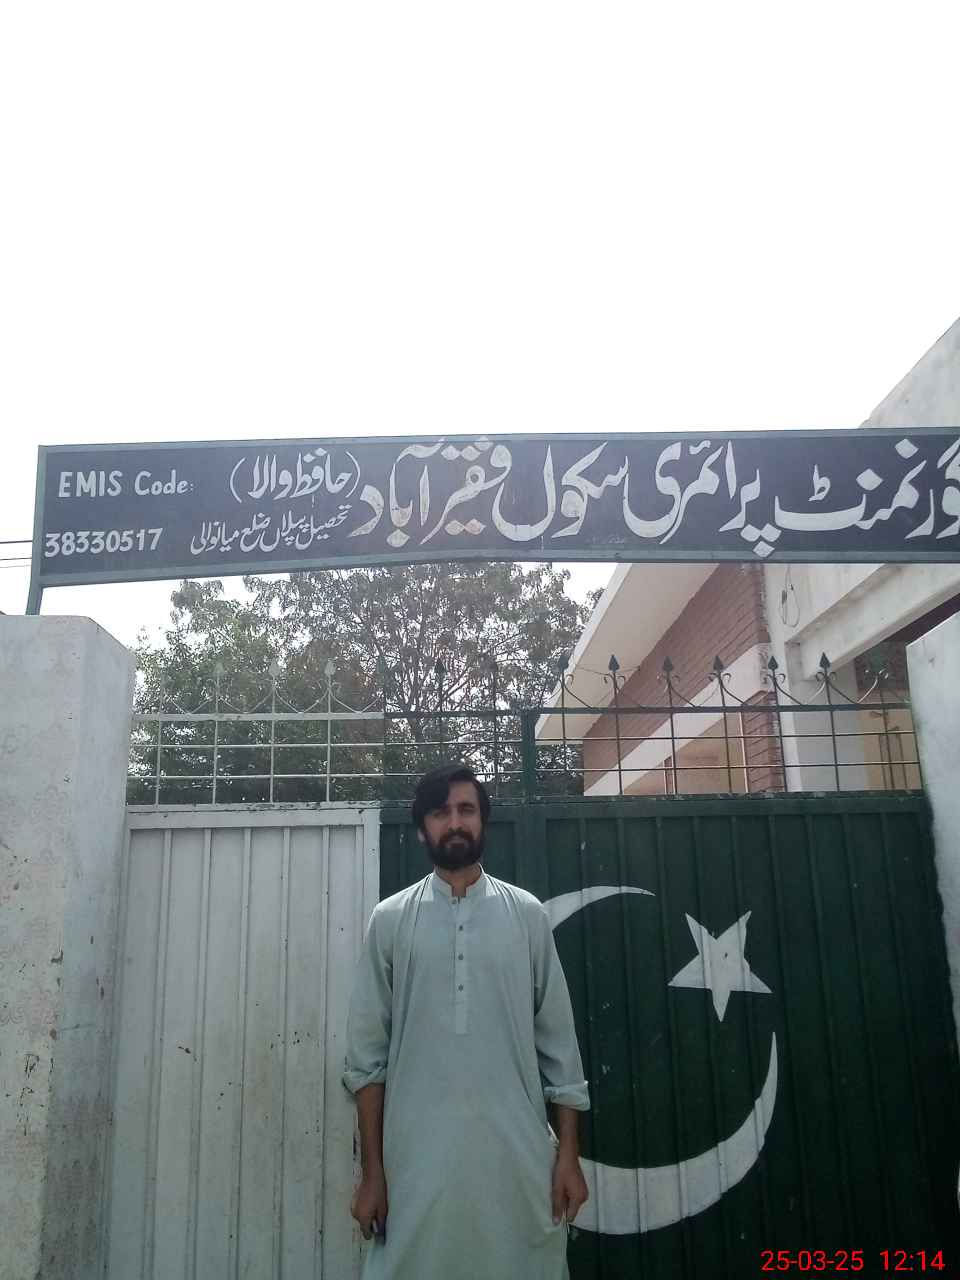 گورنمنٹ پرائمری سکول فقیر آباد (حافظ والا)
تحصیل پپلاں ضلع میانوالی
EMIS Code:
38330517
25-03-25 12:14